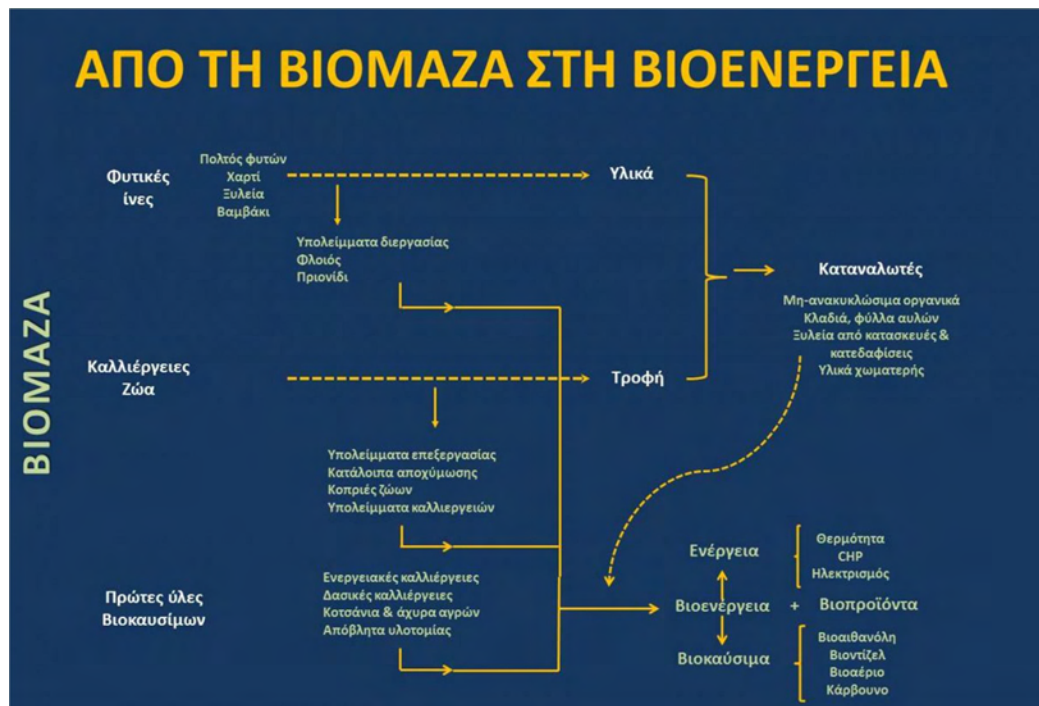 ΑΠΟ ΤΗ ΒΙΟΜΑΖΑ ΣΤΗ ΒΙΟΕΝΕΡΓΕΙΑ
ΒΙΟΜΑΖΑ
Φυτικές
ίνες
Πολτός φυτών
Χαρτί
Ξυλεία
Βαμβάκι
Υλικά
Υπολείμματα διεργασίας
Φλοιός
Πριονίδι
Καταναλωτές
Μη-ανακυκλώσιμα οργανικά
Κλαδιά, φύλλα αυλών
Ξυλεία από κατασκευές &
κατεδαφίσεις
Υλικά χωματερής
Καλλιέργειες
Ζώα
Τροφή
Υπολείμματα επεξεργασίας
Κατάλοιπα αποχύμωσης
Κοπριές ζώων
Υπολείμματα καλλιεργειών
Πρώτες ύλες
Βιοκαυσίμων
Ενεργειακές καλλιέργειες
Δασικές καλλιέργειες
Κοτσάνια & άχυρα αγρών
Απόβλητα υλοτομίας
Ενέργεια
Θερμότητα
CHP
Ηλεκτρισμός
Βιοενέργεια + Βιοπροϊόντα
Βιοκαύσιμα
Βιοαιθανόλη
Βιοντίζελ
Βιοαέριο
Κάρβουνο